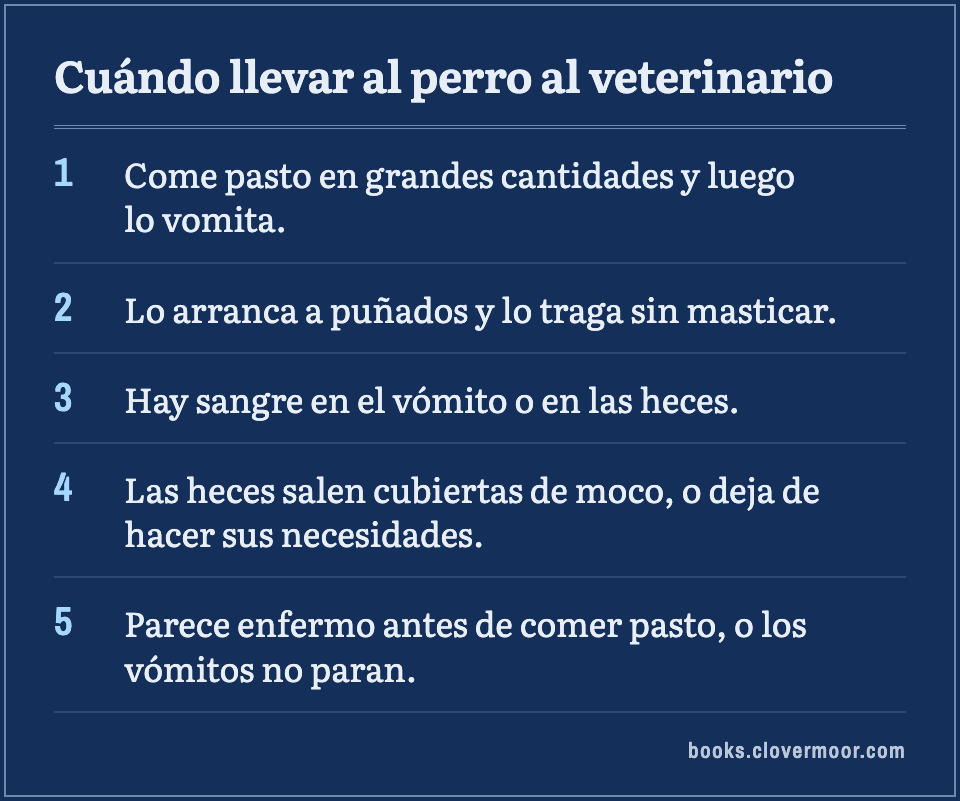 Cuándo llevar al perro al veterinario
1
Come pasto en grandes cantidades y luego
lo vomita.
2
Lo arranca a puñados y lo traga sin masticar.
3
Hay sangre en el vómito o en las heces.
4
Las heces salen cubiertas de moco, o deja de
hacer sus necesidades.
5
Parece enfermo antes de comer pasto, o los
vómitos no paran.
books.clovermoor.com